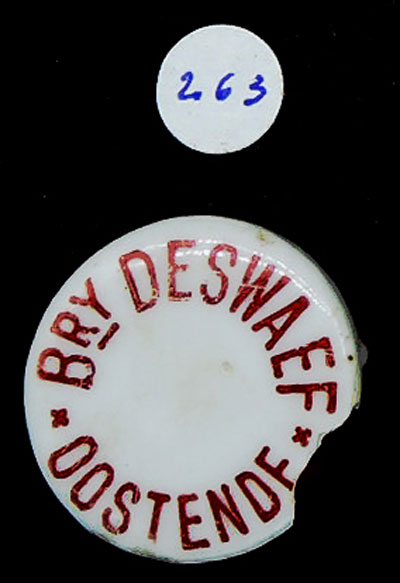 263
BRY DESWAEF
* OOSTENDE *